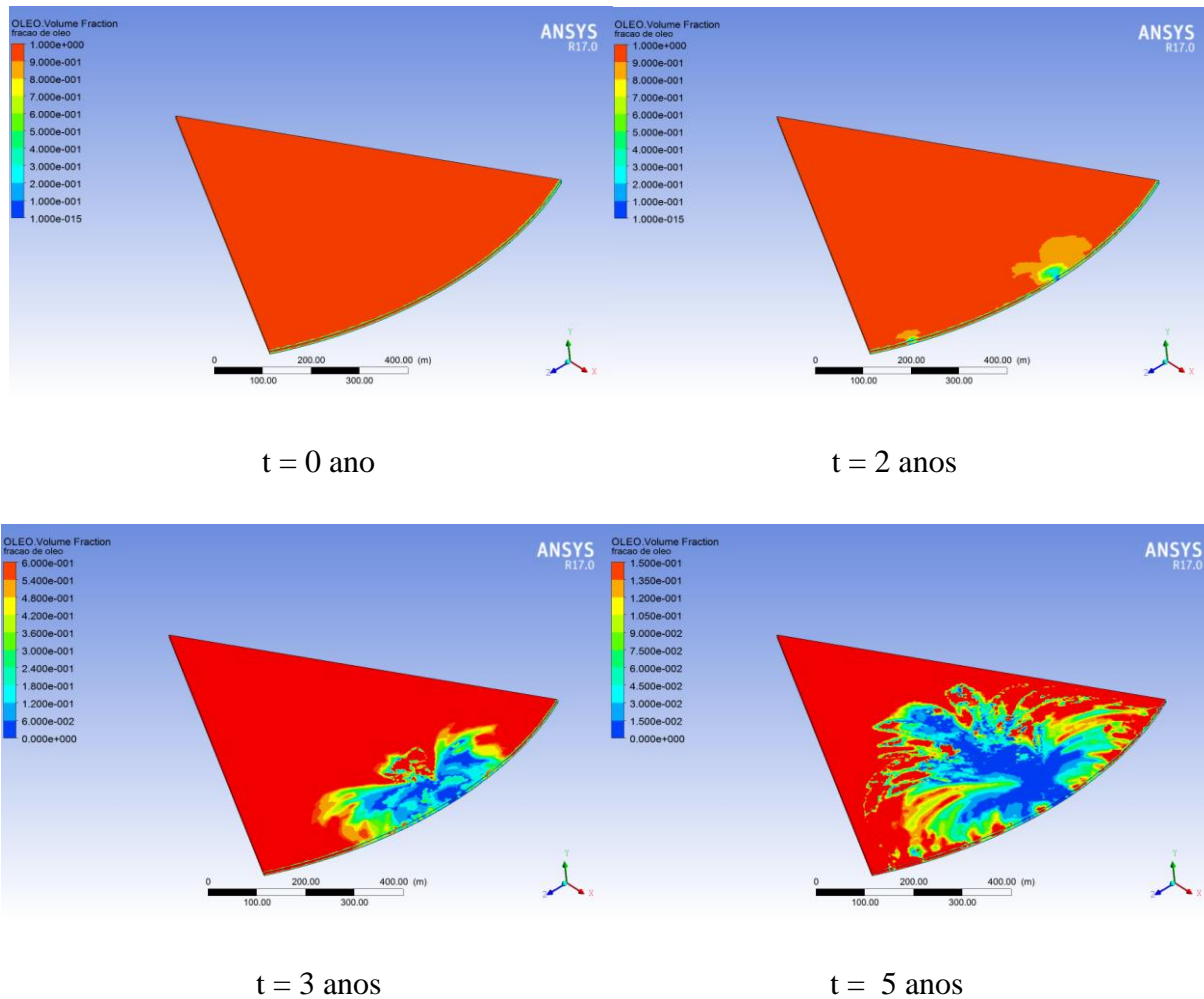 OLEO.Volume Fraction
fracao de oleo
1.000e+000
9.000e-001
8.000e-001
7.000e-001
6.000e-001
5.000e-001
4.000e-001
3.000e-001
2.000e-001
1.000e-001
1.000e-015
ANSYS
R17.0
0 200.00 400.00 (m)
100.00 300.00
Y
Z X
t = 0 ano
OLEO.Volume Fraction
fracao de oleo
1.000e+000
9.000e-001
8.000e-001
7.000e-001
6.000e-001
5.000e-001
4.000e-001
3.000e-001
2.000e-001
1.000e-001
1.000e-015
ANSYS
R17.0
0 200.00 400.00 (m)
100.00 300.00
Y
Z X
t = 2 anos
OLEO.Volume Fraction
fracao de oleo
6.000e-001
5.400e-001
4.800e-001
4.200e-001
3.600e-001
3.000e-001
2.400e-001
1.800e-001
1.200e-001
6.000e-002
0.000e+000
ANSYS
R17.0
0 200.00 400.00 (m)
100.00 300.00
Y
Z X
t = 3 anos
OLEO.Volume Fraction
fracao de oleo
1.500e-001
1.350e-001
1.200e-001
1.050e-001
9.000e-002
7.500e-002
6.000e-002
4.500e-002
3.000e-002
1.500e-002
0.000e+000
ANSYS
R17.0
0 200.00 400.00 (m)
100.00 300.00
Y
Z X
t = 5 anos